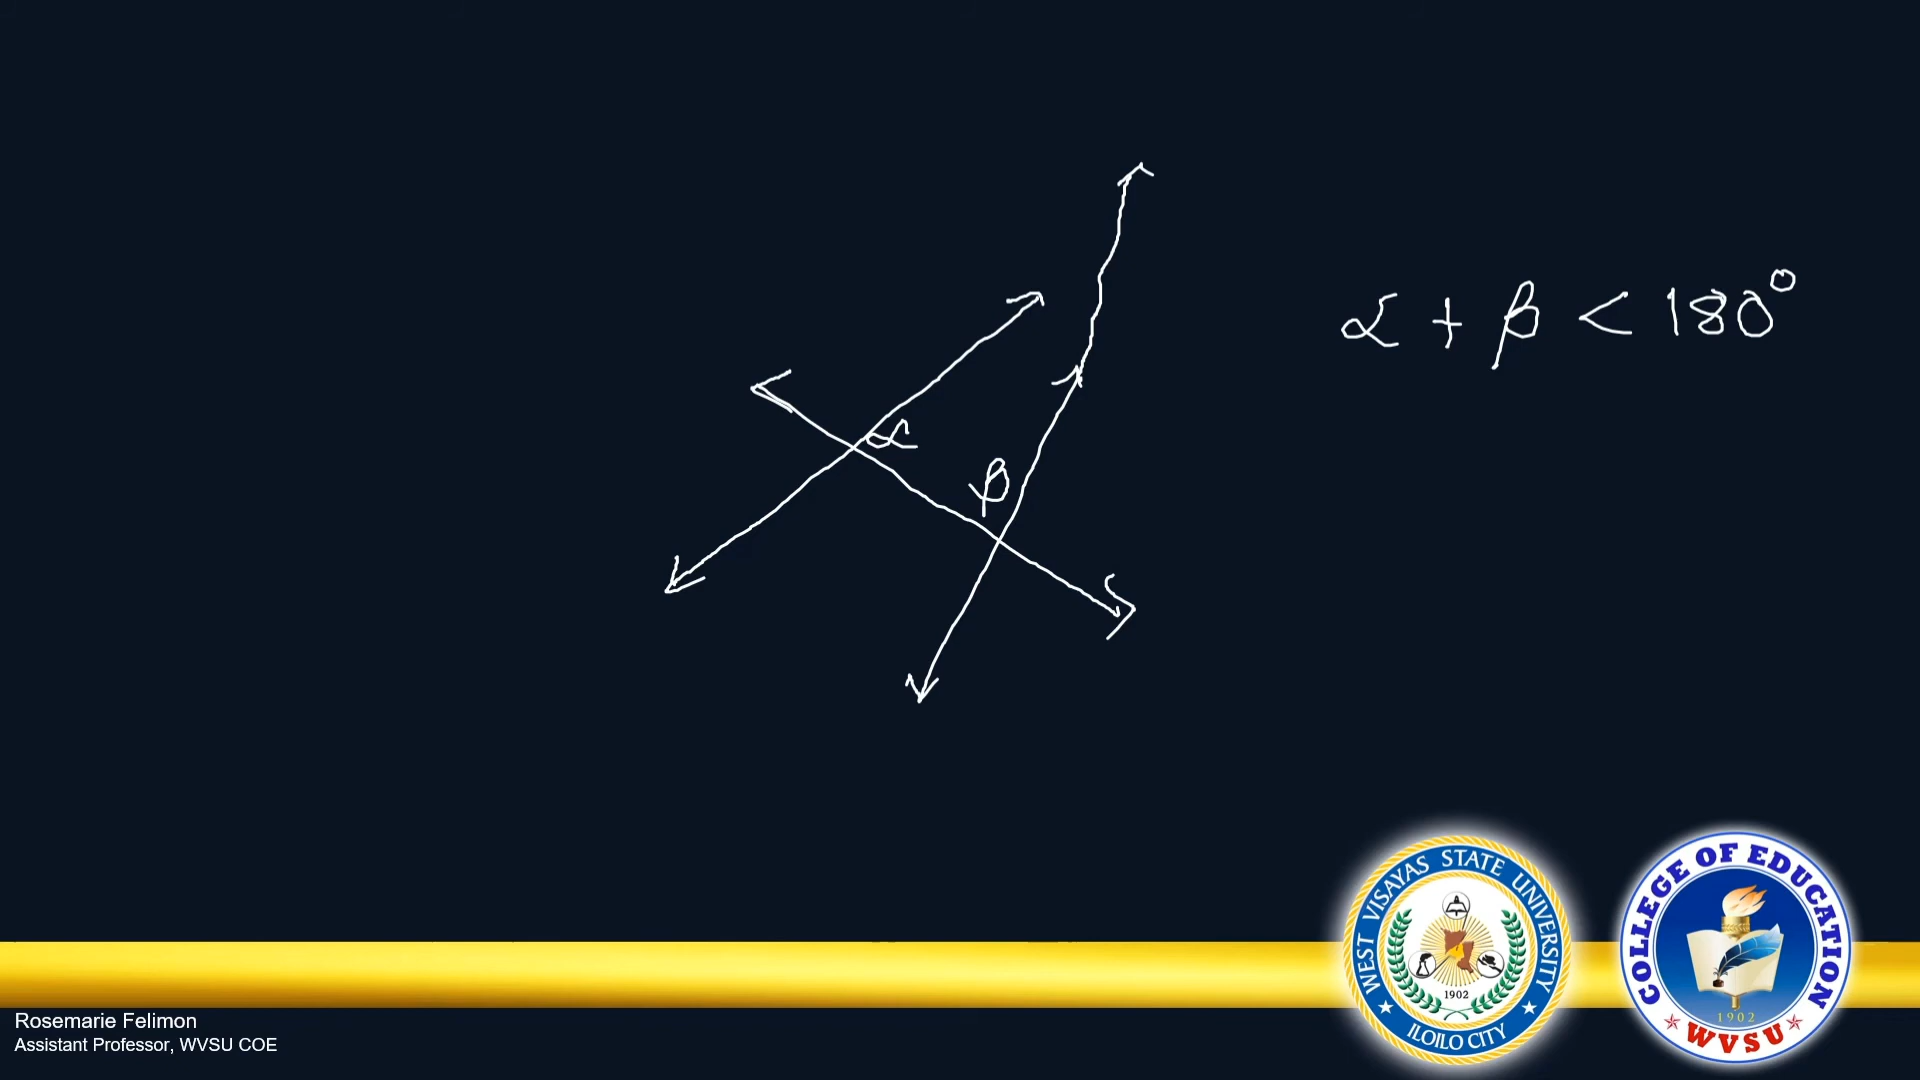 α + β < 180°
α
β
WEST VISAYAS STATE UNIVERSITY
1902
ILOILO CITY
COLLEGE OF EDUCATION
1902
WVSU
Rosemarie Felimon
Assistant Professor, WVSU COE